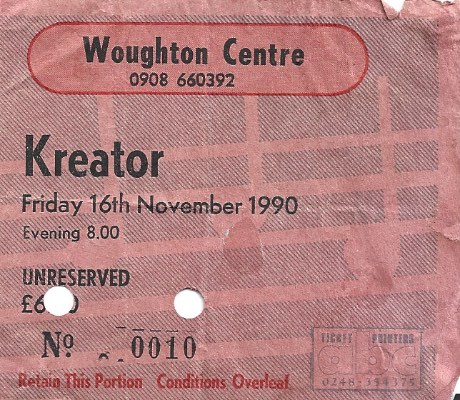 Woughton Centre
0908 660392
Kreator
Friday 16th November 1990
Evening 8.00
UNRESERVED
No 0010
TICKET PRINTERS
Retain This Portion Conditions Overleaf